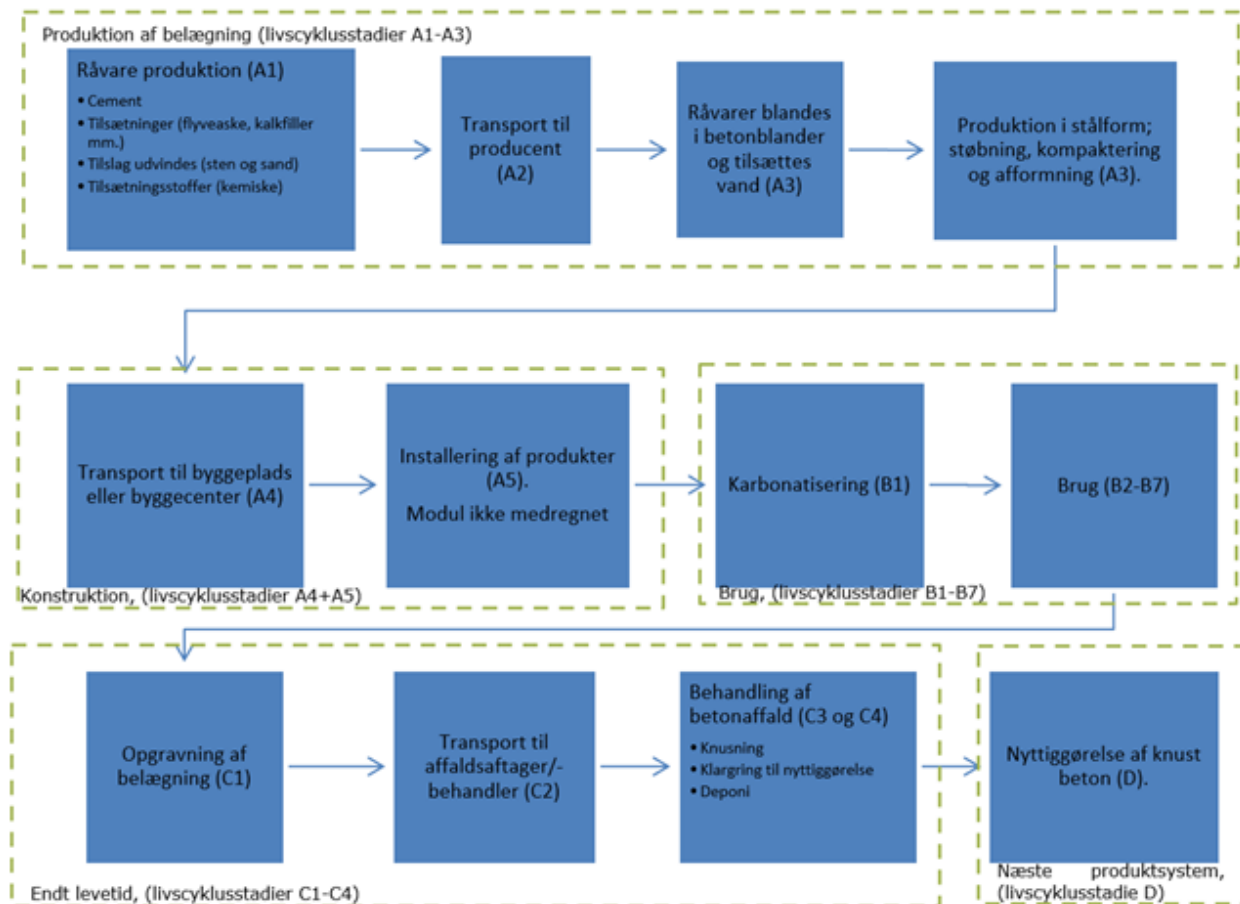 Produktion af belægning (livscyklusstadier A1-A3)
Råvare produktion (A1)
• Cement
• Tilsætninger (flyveaske, kalkfiller
mm.)
• Tilslag udvindes (sten og sand)
• Tilsætningsstoffer (kemiske)
Transport til
producent
(A2)
Råvarer blandes
i betonblander
og tilsættes
vand (A3)
Produktion i stålform;
støbning, kompaktering
og afformning (A3).
Transport til byggeplads
eller byggecenter (A4)
Installering af produkter
(A5).
Modul ikke medregnet
Konstruktion, (livscyklusstadier A4+A5)
Karbonatisering (B1)
Brug (B2-B7)
Brug, (livscyklusstadier B1-B7)
Opgravning af
belægning (C1)
Transport til
affaldsaftager/-
behandler (C2)
Behandling af
betonaffald (C3 og C4)
• Knusning
• Klargring til nyttiggørelse
• Deponi
Endt levetid, (livscyklusstadier C1-C4)
Nyttiggørelse af knust
beton (D).
Næste produktsystem,
(livscyklusstadie D)